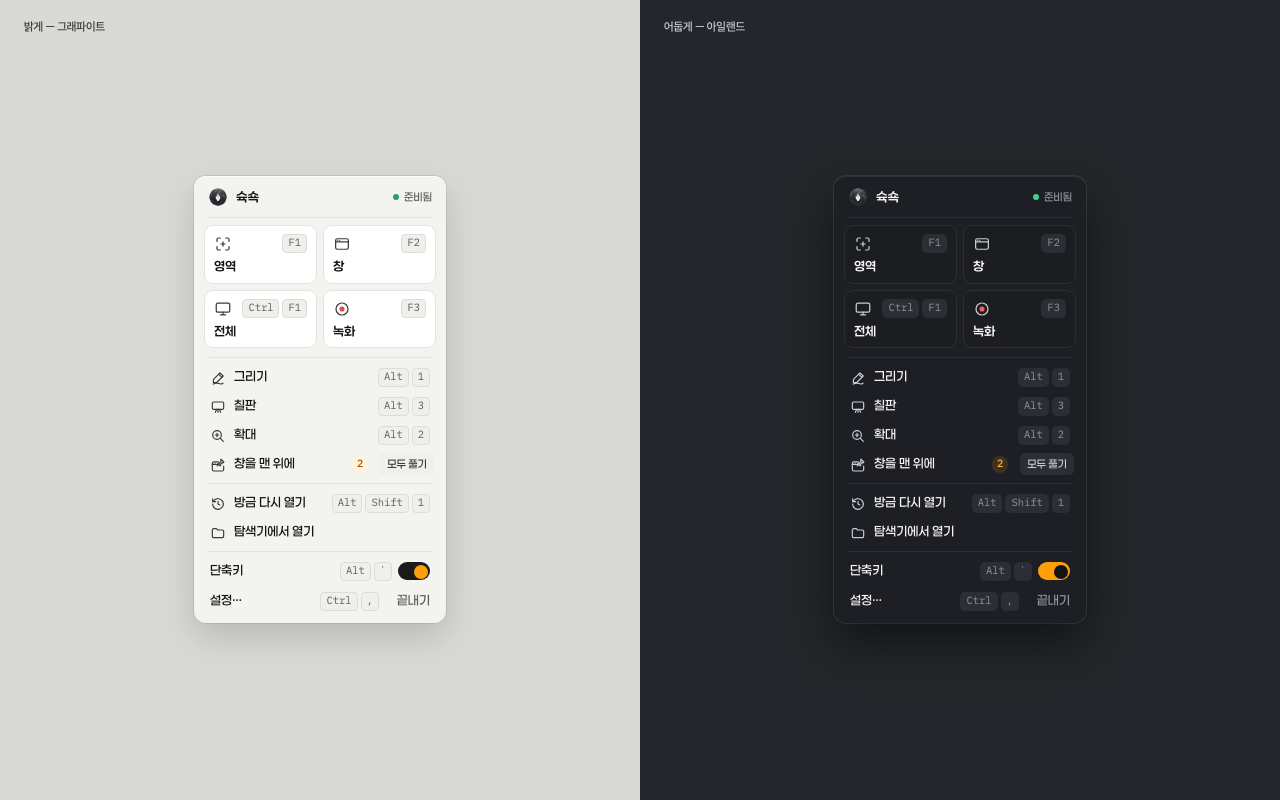 밝게 — 그래파이트
슉슉 준비됨
F1 F2
영역 창
Ctrl F1 F3
전체 녹화
그리기 Alt 1
칠판 Alt 3
확대 Alt 2
창을 맨 위에 2 모두 풀기
방금 다시 열기 Alt Shift 1
탐색기에서 열기
단축키 Alt `
설정… Ctrl , 끝내기
어둡게 — 아일랜드
슉슉 준비됨
F1 F2
영역 창
Ctrl F1 F3
전체 녹화
그리기 Alt 1
칠판 Alt 3
확대 Alt 2
창을 맨 위에 2 모두 풀기
방금 다시 열기 Alt Shift 1
탐색기에서 열기
단축키 Alt `
설정… Ctrl , 끝내기